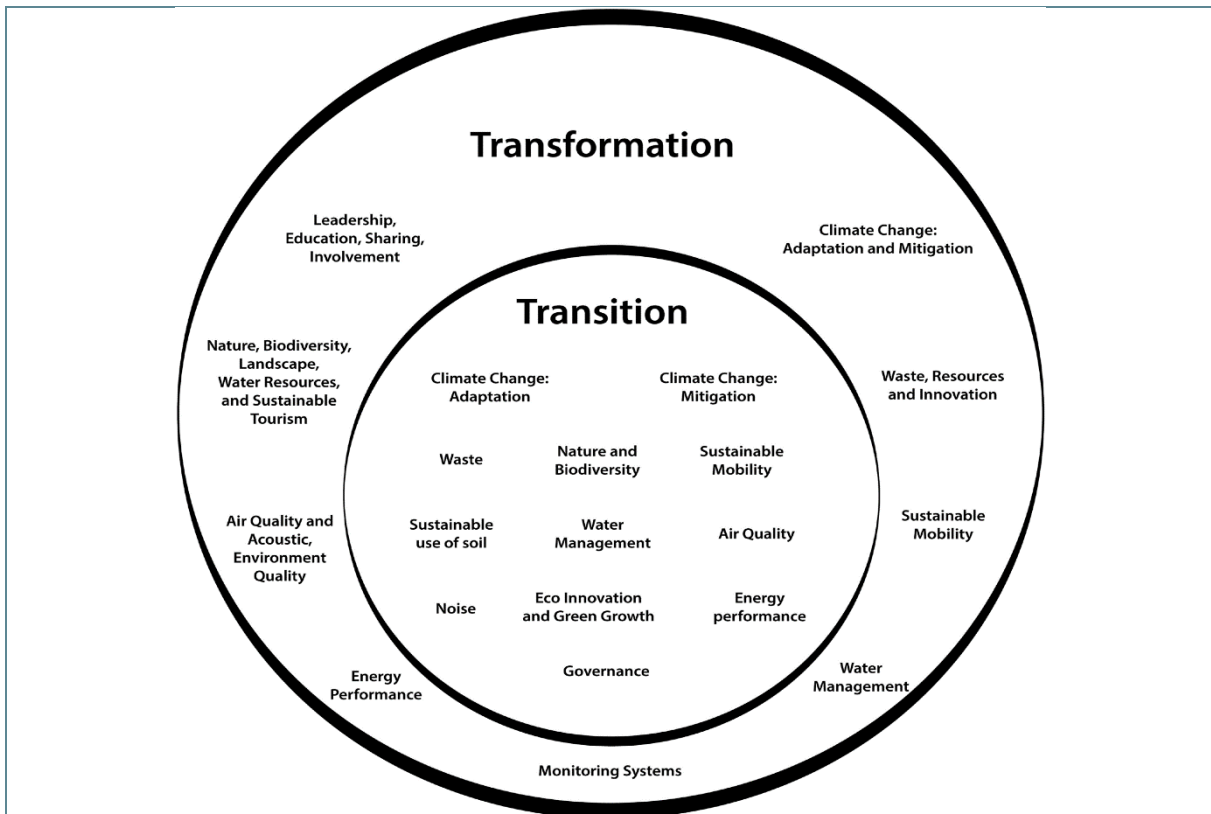 Transformation
Leadership,
Education, Sharing,
Involvement
Climate Change:
Adaptation and Mitigation
Nature, Biodiversity,
Landscape,
Water Resources,
and Sustainable
Tourism
Waste, Resources
and Innovation
Air Quality and
Acoustic,
Environment
Quality
Sustainable
Mobility
Energy
Performance
Water
Management
Monitoring Systems
Transition
Climate Change:
Adaptation
Climate Change:
Mitigation
Waste
Nature and
Biodiversity
Sustainable
Mobility
Sustainable
use of soil
Water
Management
Air Quality
Noise
Eco Innovation
and Green Growth
Energy
performance
Governance